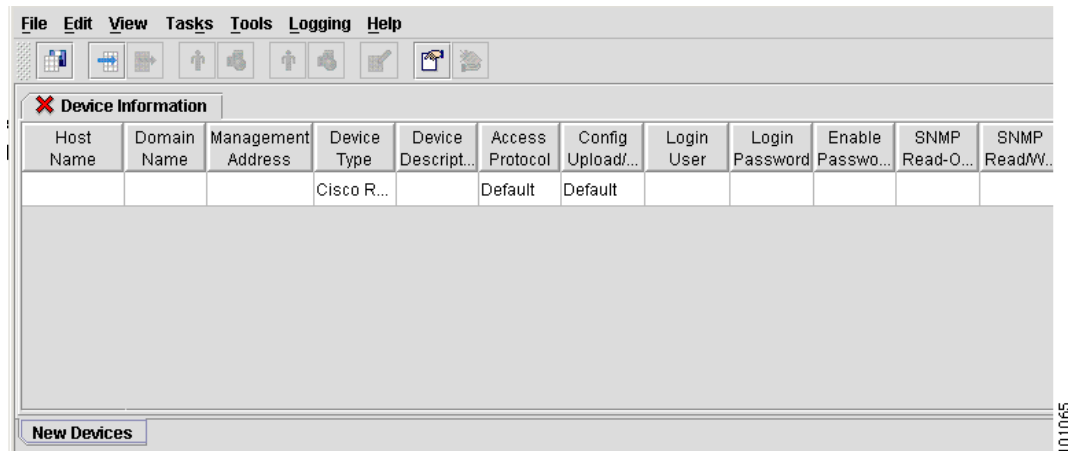 File Edit View Tasks Tools Logging Help
Device Information
Host Name Domain Name Management Address Device Type Device Descript... Access Protocol Config Upload/... Login User Login Password Enable Passwo... SNMP Read-O... SNMP Read/W...
Cisco R... Default Default
New Devices
101065